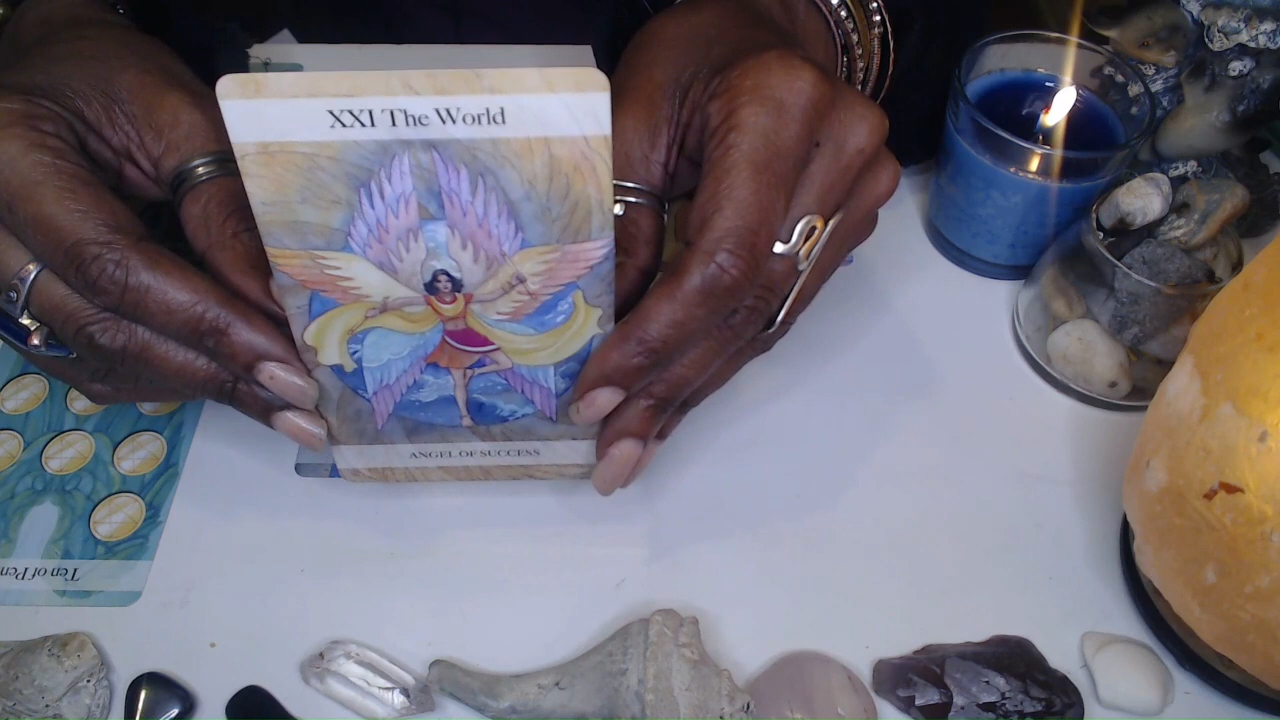 XXI The World
ANGEL OF SUCCESS
Ten of Pen